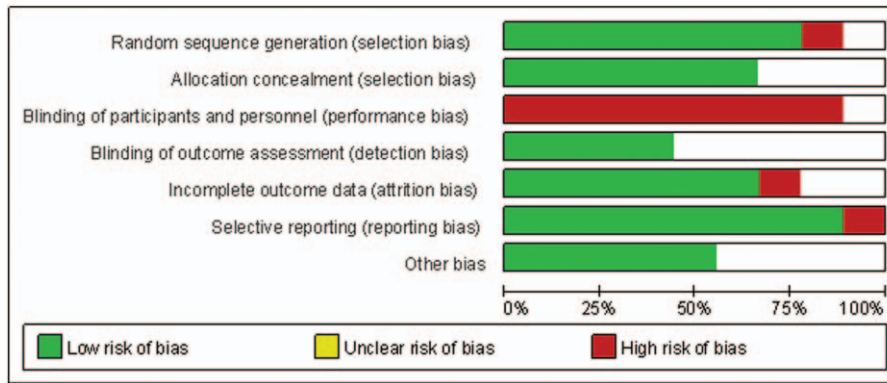 Random sequence generation (selection bias)
Allocation concealment (selection bias)
Blinding of participants and personnel (performance bias)
Blinding of outcome assessment (detection bias)
Incomplete outcome data (attrition bias)
Selective reporting (reporting bias)
Other bias
0% 25% 50% 75% 100%
Low risk of bias Unclear risk of bias High risk of bias